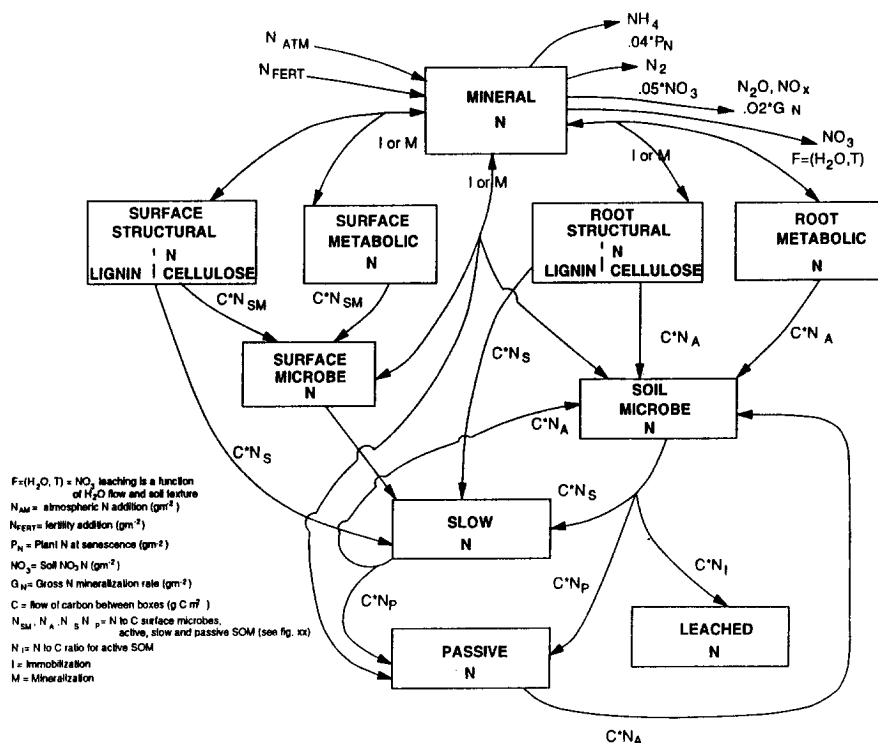 N ATM
N FERT
NH4
.04*PN
N2
.05*NO3
N2O, NOx
.02*G N
NO3
F=(H2O,T)
MINERAL
N
I or M
I or M
I or M
SURFACE
STRUCTURAL
N
LIGNIN CELLULOSE
SURFACE
METABOLIC
N
ROOT
STRUCTURAL
N
LIGNIN CELLULOSE
ROOT
METABOLIC
N
C*NSM
C*NSM
C*NS
C*NA
C*NA
SURFACE
MICROBE
N
SOIL
MICROBE
N
C*NS
C*NA
C*NS
SLOW
N
C*NP
C*NP
C*NI
PASSIVE
N
LEACHED
N
C*NA
F=(H2O, T) = NO3 leaching is a function
of H2O flow and soil texture
NAM= atmospheric N addition (gm-2)
NFERT= fertility addition (gm-2)
PN= Plant N at senescence (gm-2)
NO3= Soil NO3 N (gm-2)
G N= Gross N mineralization rate (gm-2)
C = flow of carbon between boxes (g C m2)
NSM, NA, NS NP= N to C surface microbes,
active, slow and passive SOM (see fig. xx)
N I= N to C ratio for active SOM
I = Immobilization
M = Mineralization